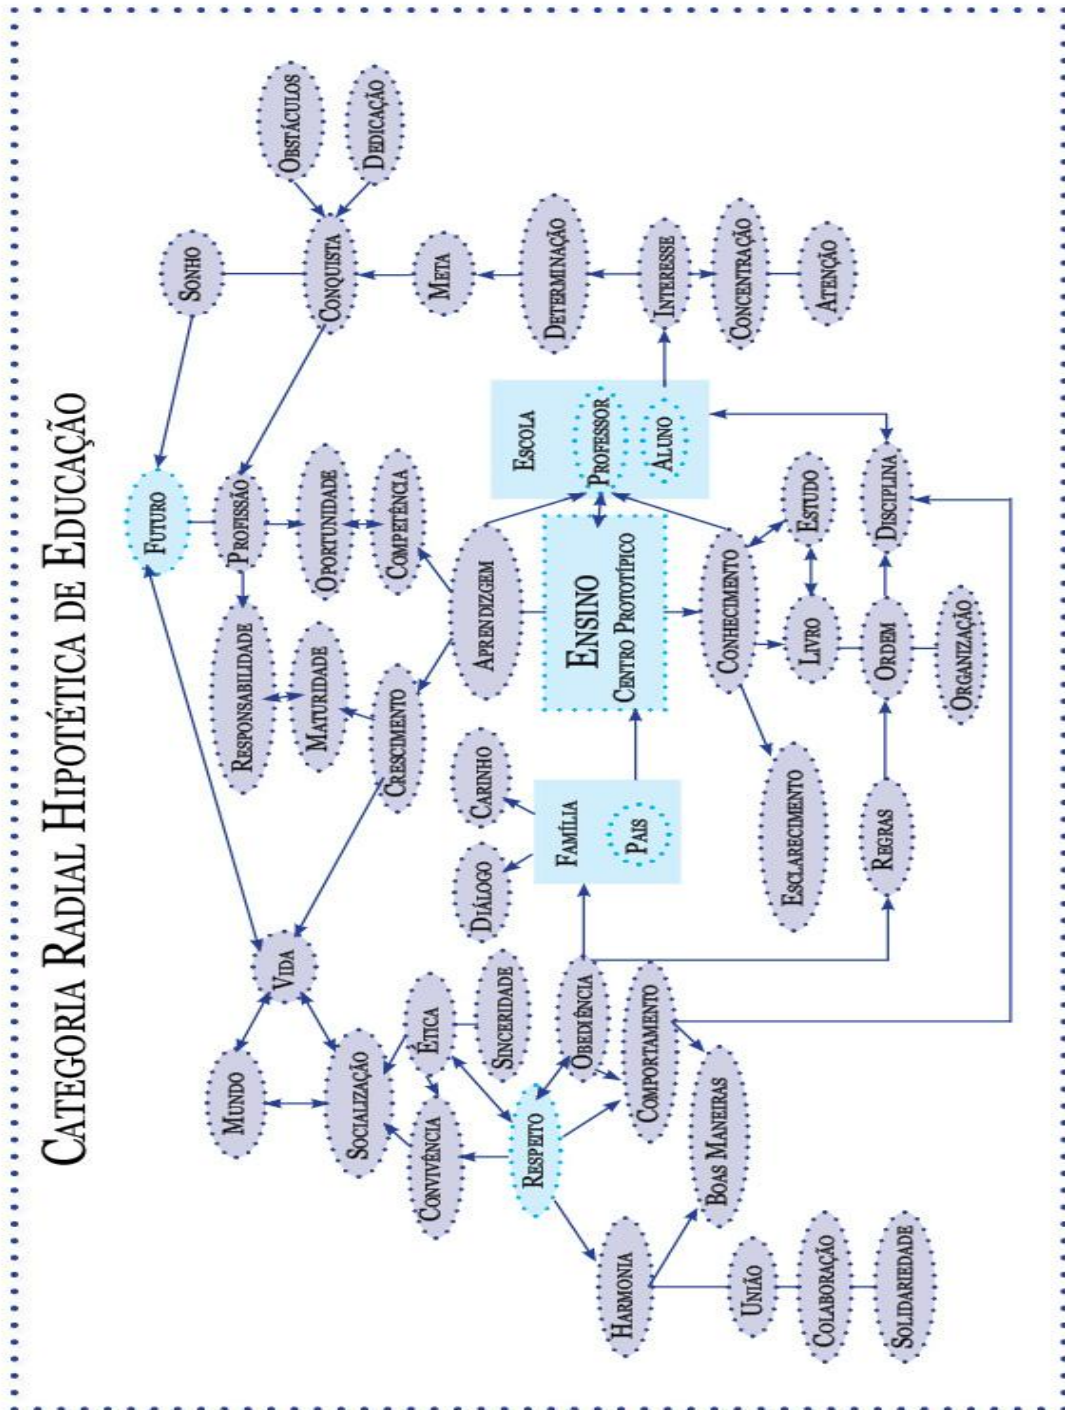 CATEGORIA RADIAL HIPOTÉTICA DE EDUCAÇÃO
MUNDO
VIDA
FUTURO
SONHO
SOCIALIZAÇÃO
RESPONSABILIDADE
PROFISSÃO
CONQUISTA
OBSTÁCULOS
DEDICAÇÃO
MATURIDADE
OPORTUNIDADE
CONVIVÊNCIA
ÉTICA
CRESCIMENTO
COMPETÊNCIA
META
SINCERIDADE
DIÁLOGO
CARINHO
APRENDIZGEM
RESPEITO
OBEDIÊNCIA
FAMÍLIA
PAIS
ENSINO
CENTRO PROTOTÍPICO
ESCOLA
PROFESSOR
ALUNO
DETERMINAÇÃO
INTERESSE
HARMONIA
COMPORTAMENTO
BOAS MANEIRAS
CONHECIMENTO
CONCENTRAÇÃO
UNIÃO
ESCLARECIMENTO
LIVRO
ESTUDO
ATENÇÃO
COLABORAÇÃO
REGRAS
ORDEM
DISCIPLINA
SOLIDARIEDADE
ORGANIZAÇÃO